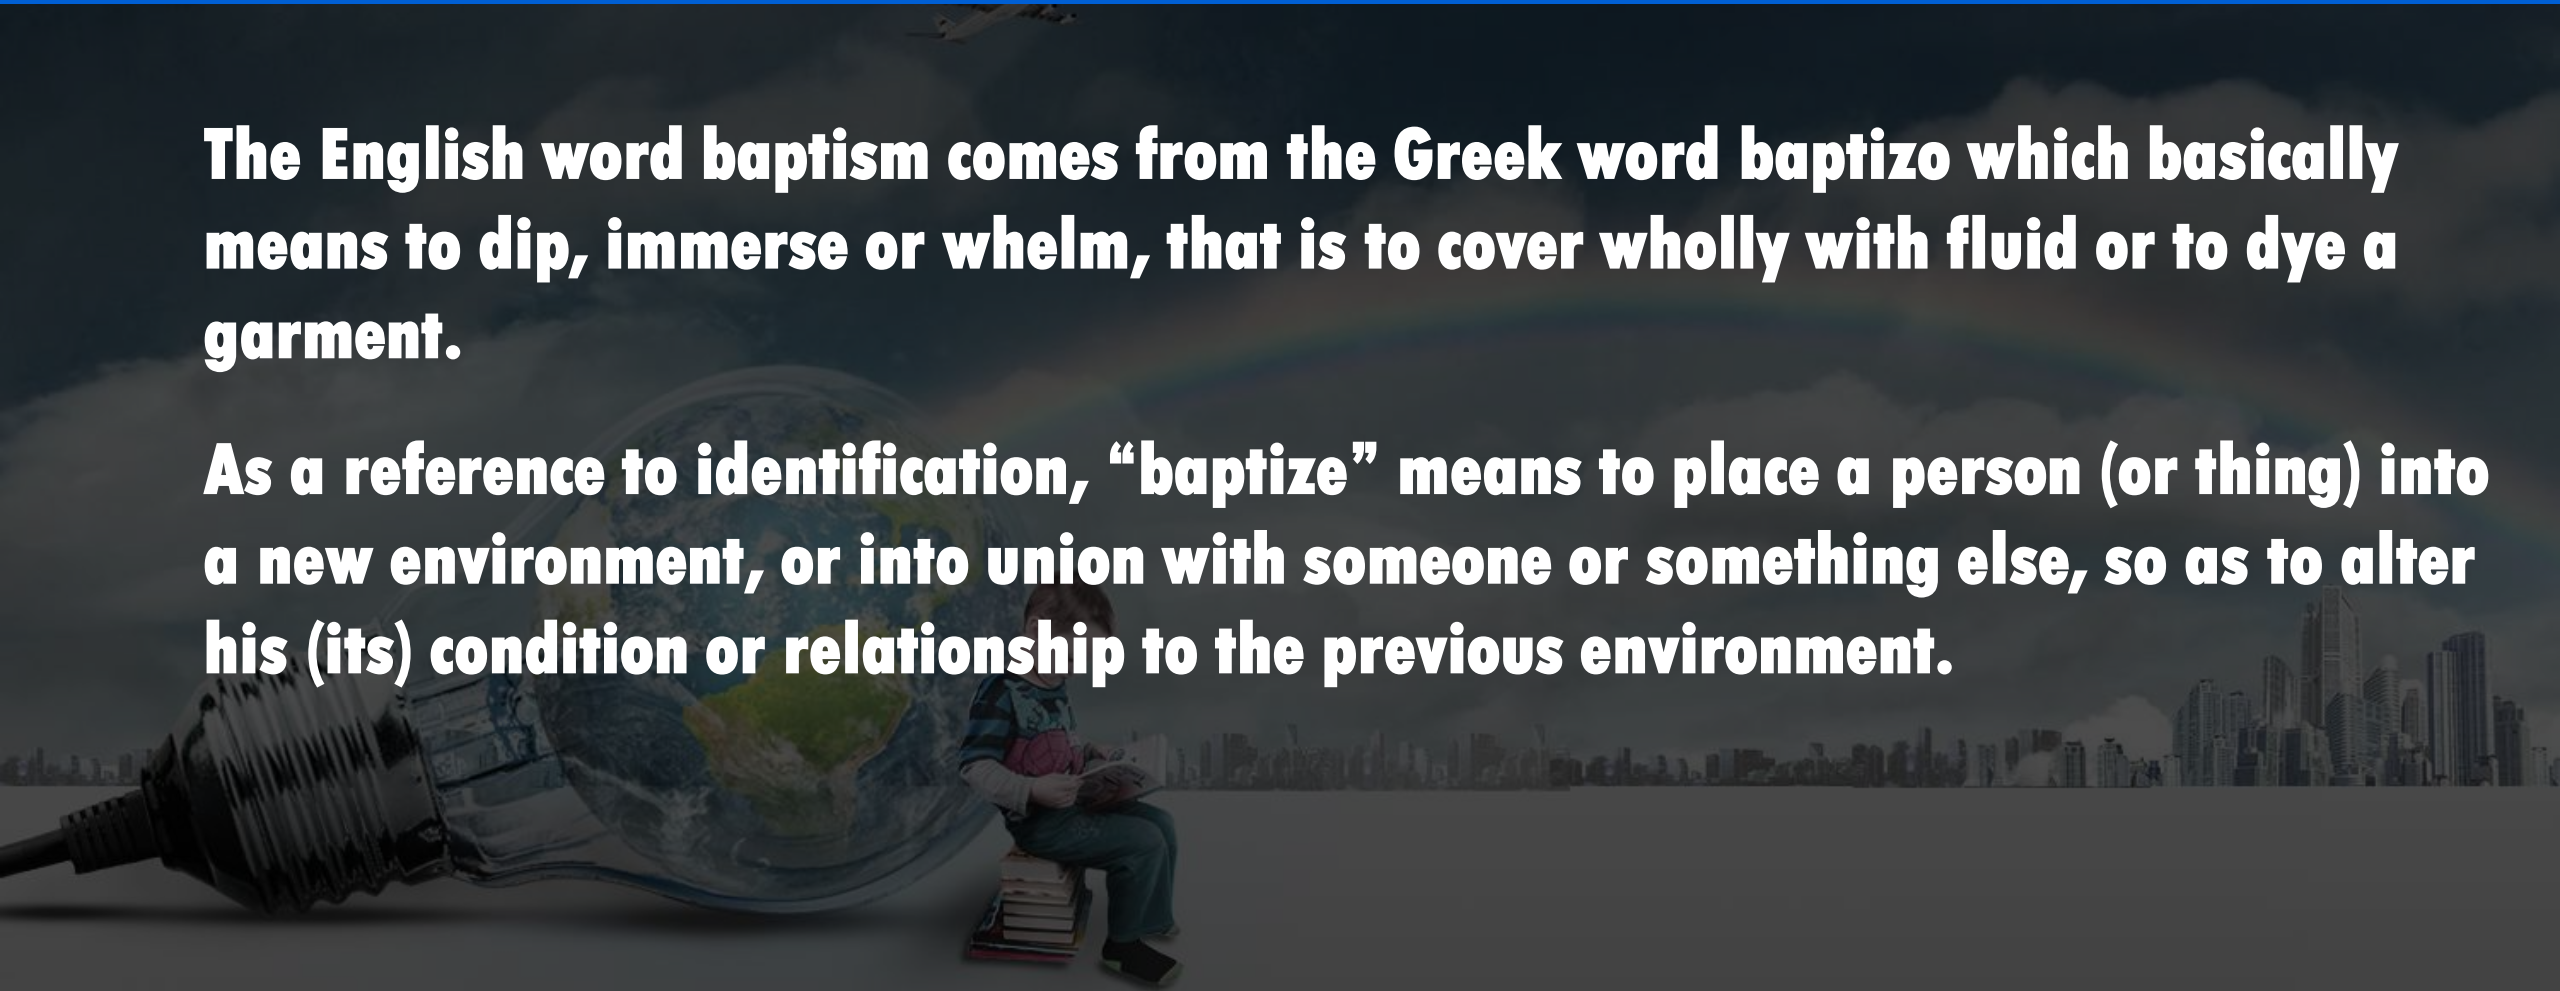 The English word baptism comes from the Greek word baptizo which basically
means to dip, immerse or whelm, that is to cover wholly with fluid or to dye a
garment.
As a reference to identification, “baptize” means to place a person (or thing) into
a new environment, or into union with someone or something else, so as to alter
his (its) condition or relationship to the previous environment.